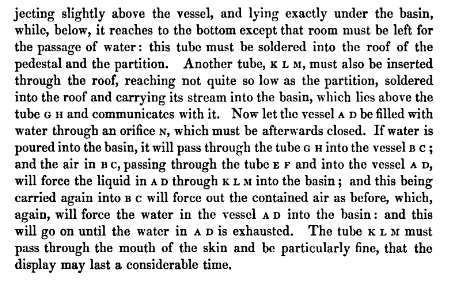 jecting slightly above the vessel, and lying exactly under the basin,
while, below, it reaches to the bottom except that room must be left for
the passage of water: this tube must be soldered into the roof of the
pedestal and the partition. Another tube, K L M, must also be inserted
through the roof, reaching not quite so low as the partition, soldered
into the roof and carrying its stream into the basin, which lies above the
tube G H and communicates with it. Now let the vessel A D be filled with
water through an orifice N, which must be afterwards closed. If water is
poured into the basin, it will pass through the tube G H into the vessel B C;
and the air in B C, passing through the tube E F and into the vessel A D,
will force the liquid in A D through K L M into the basin; and this being
carried again into B C will force out the contained air as before, which,
again, will force the water in the vessel A D into the basin: and this
will go on until the water in A D is exhausted. The tube K L M must
pass through the mouth of the skin and be particularly fine, that the
display may last a considerable time.